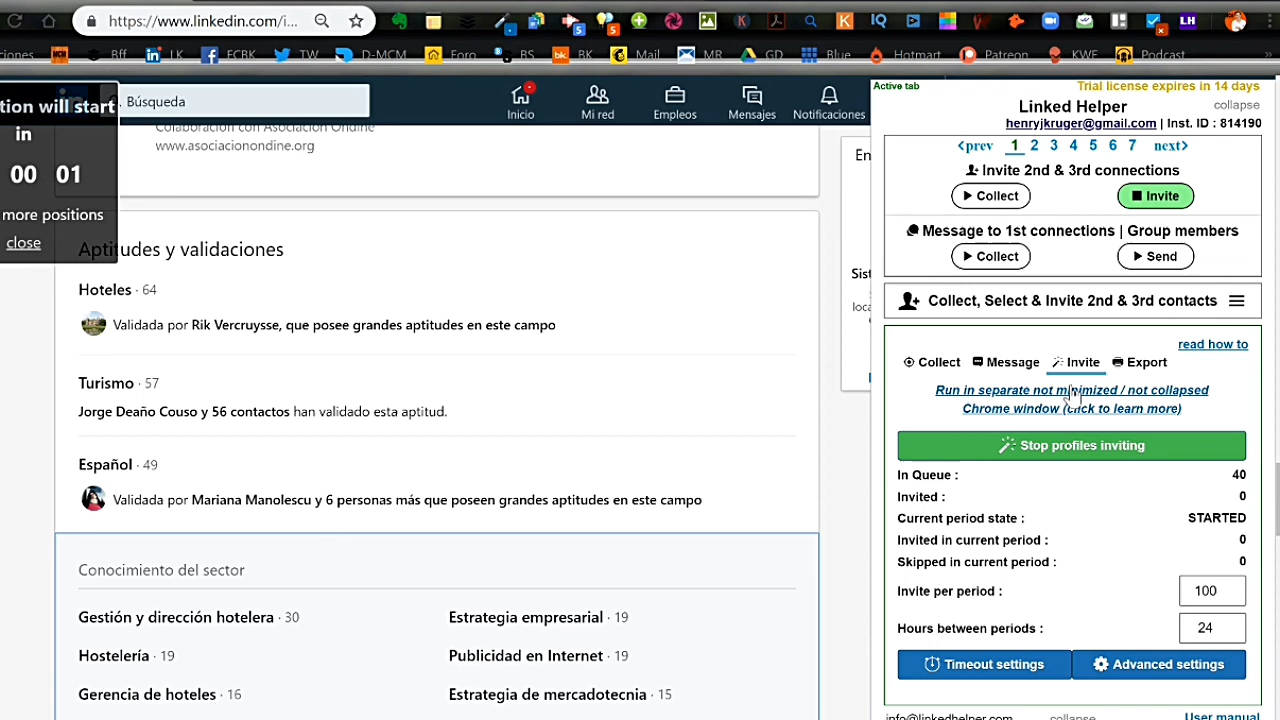 https://www.linkedin.com/i...
ciones
Bff
LK
FCBK
TW
D-MCM
Foro
BS
BK
Mail
MR
GD
Blue
Hotmart
Patreon
KWF
Podcast
tion will start
in
00 01
more positions
close
Búsqueda
Inicio
Mi red
Empleos
Mensajes
Notificaciones
Colaboración con Asociación Ondine
www.asociacionondine.org
Aptitudes y validaciones
Hoteles · 64
Validada por Rik Vercruysse, que posee grandes aptitudes en este campo
Turismo · 57
Jorge Deaño Couso y 56 contactos han validado esta aptitud.
Español · 49
Validada por Mariana Manolescu y 6 personas más que poseen grandes aptitudes en este campo
Conocimiento del sector
Gestión y dirección hotelera · 30
Estrategia empresarial · 19
Hostelería · 19
Publicidad en Internet · 19
Gerencia de hoteles · 16
Estrategia de mercadotecnia · 15
En
Sist
loca
Active tab
Trial license expires in 14 days
Linked Helper
collapse
henryjkruger@gmail.com | Inst. ID : 814190
<prev 1 2 3 4 5 6 7 next>
Invite 2nd & 3rd connections
Collect
Invite
Message to 1st connections | Group members
Collect
Send
Collect, Select & Invite 2nd & 3rd contacts
read how to
Collect
Message
Invite
Export
Run in separate not minimized / not collapsed
Chrome window (click to learn more)
Stop profiles inviting
In Queue : 40
Invited : 0
Current period state : STARTED
Invited in current period : 0
Skipped in current period : 0
Invite per period : 100
Hours between periods : 24
Timeout settings
Advanced settings
info@linkedhelper.com
collapse
User manual